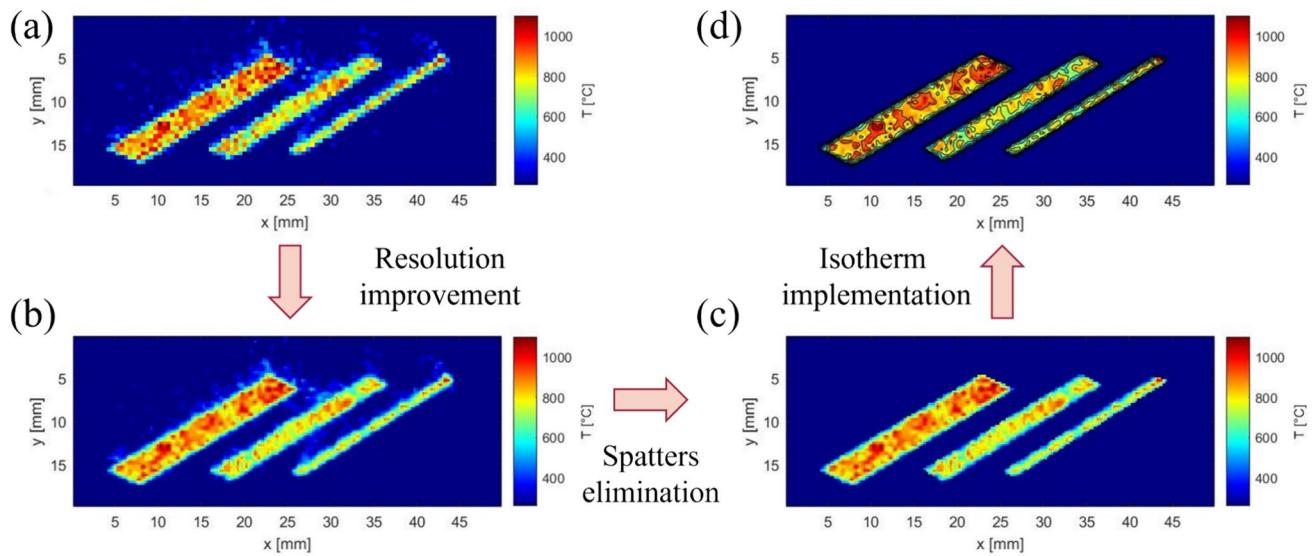 (a)
5
10
15
y [mm]
5 10 15 20 25 30 35 40 45
x [mm]
1000
800
600
400
T [°C]
(d)
5
10
15
y [mm]
5 10 15 20 25 30 35 40 45
x [mm]
1000
800
600
400
T [°C]
Resolution
improvement
Isotherm
implementation
(b)
5
10
15
y [mm]
5 10 15 20 25 30 35 40 45
x [mm]
1000
800
600
400
T [°C]
Spatters
elimination
(c)
5
10
15
y [mm]
5 10 15 20 25 30 35 40 45
x [mm]
1000
800
600
400
T [°C]